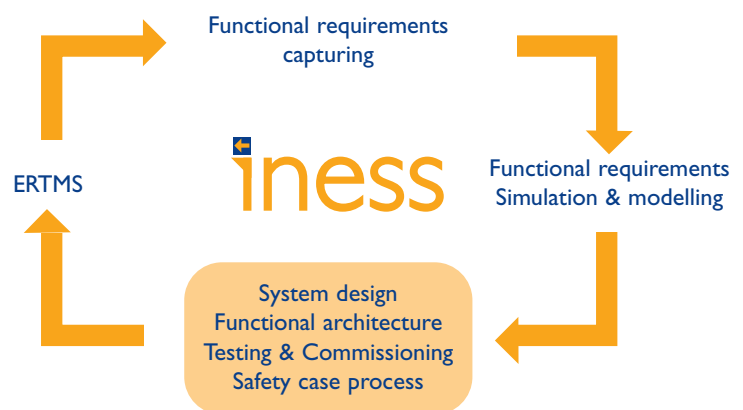 Functional requirements
capturing
ERTMS
iness
Functional requirements
Simulation & modelling
System design
Functional architecture
Testing & Commissioning
Safety case process